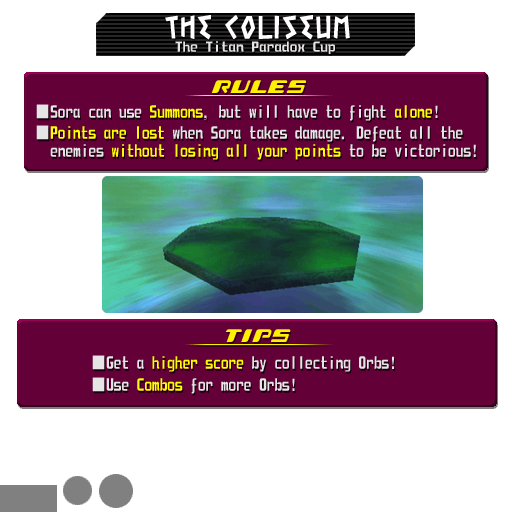 THE COLISEUM
The Titan Paradox Cup
RULES
Sora can use Summons, but will have to fight alone!
Points are lost when Sora takes damage. Defeat all the
enemies without losing all your points to be victorious!
TIPS
Get a higher score by collecting Orbs!
Use Combos for more Orbs!